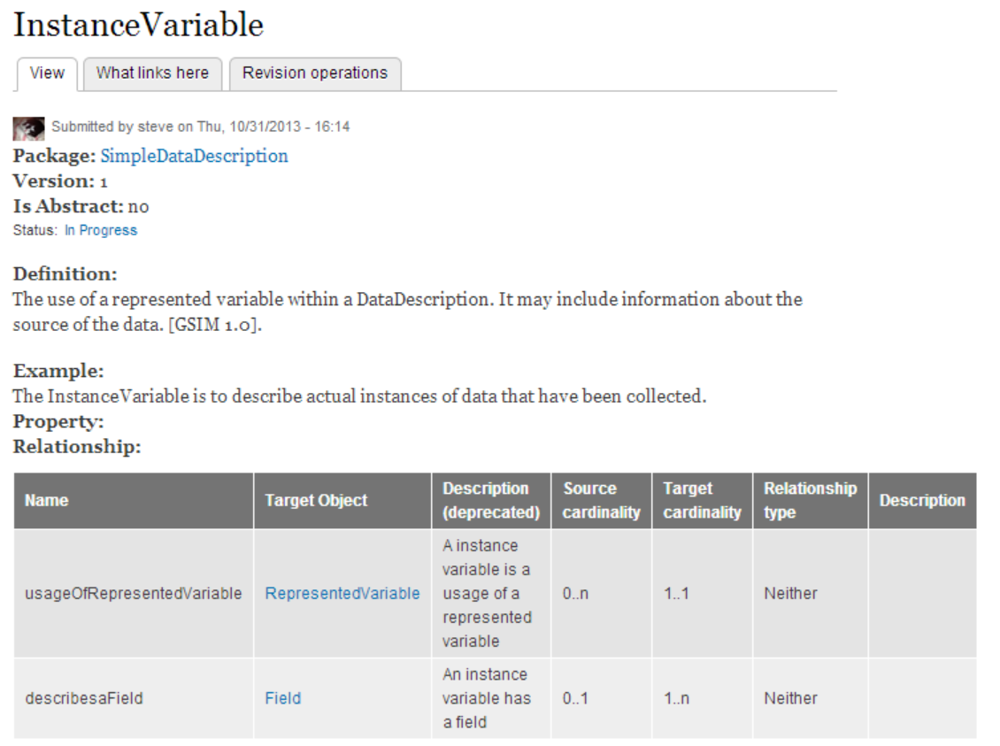 InstanceVariable
View What links here Revision operations
Submitted by steve on Thu, 10/31/2013 - 16:14
Package: SimpleDataDescription
Version: 1
Is Abstract: no
Status: In Progress
Definition:
The use of a represented variable within a DataDescription. It may include information about the
source of the data. [GSIM 1.0].
Example:
The InstanceVariable is to describe actual instances of data that have been collected.
Property:
Relationship:
Name Target Object Description (deprecated) Source cardinality Target cardinality Relationship type Description
usageOfRepresentedVariable RepresentedVariable A instance variable is a usage of a represented variable 0..n 1..1 Neither
describesaField Field An instance variable has a field 0..1 1..n Neither